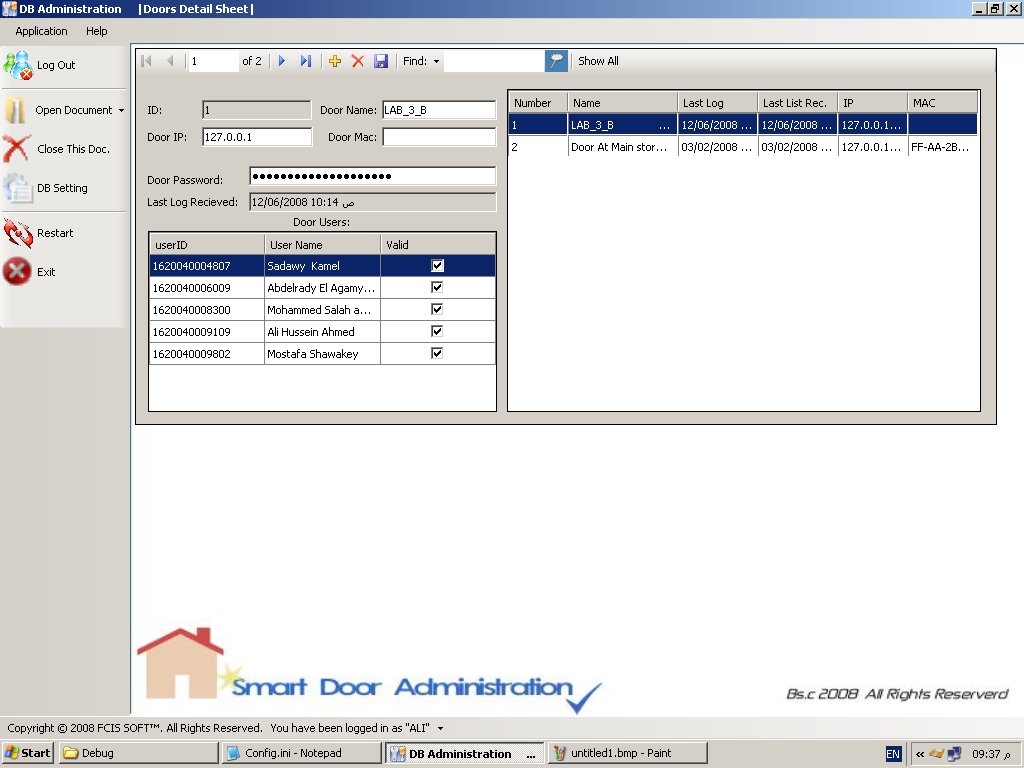 DB Administration |Doors Detail Sheet|
Application Help
Log Out
Open Document
Close This Doc.
DB Setting
Restart
Exit
1 of 2 Find: Show All
ID: 1 Door Name: LAB_3_B
Door IP: 127.0.0.1 Door Mac:
Door Password: ●●●●●●●●●●●●●●●●●●●●
Last Log Recieved: 12/06/2008 10:14 ص
Door Users:
userID User Name Valid
1620040004807 Sadawy Kamel
1620040006009 Abdelrady El Agamy...
1620040008300 Mohammed Salah a...
1620040009109 Ali Hussein Ahmed
1620040009802 Mostafa Shawakey
Number Name Last Log Last List Rec. IP MAC
1 LAB_3_B ... 12/06/2008 ... 12/06/2008 ... 127.0.0.1...
2 Door At Main stor... 03/02/2008 ... 03/02/2008 ... 127.0.0.1... FF-AA-2B...
Smart Door Administration
Bs.c 2008 All Rights Reserverd
Copyright © 2008 FCIS SOFT™. All Rights Reserved. You have been logged in as "ALI"
Start Debug Config.ini - Notepad DB Administration ... untitled1.bmp - Paint EN « 09:37 م